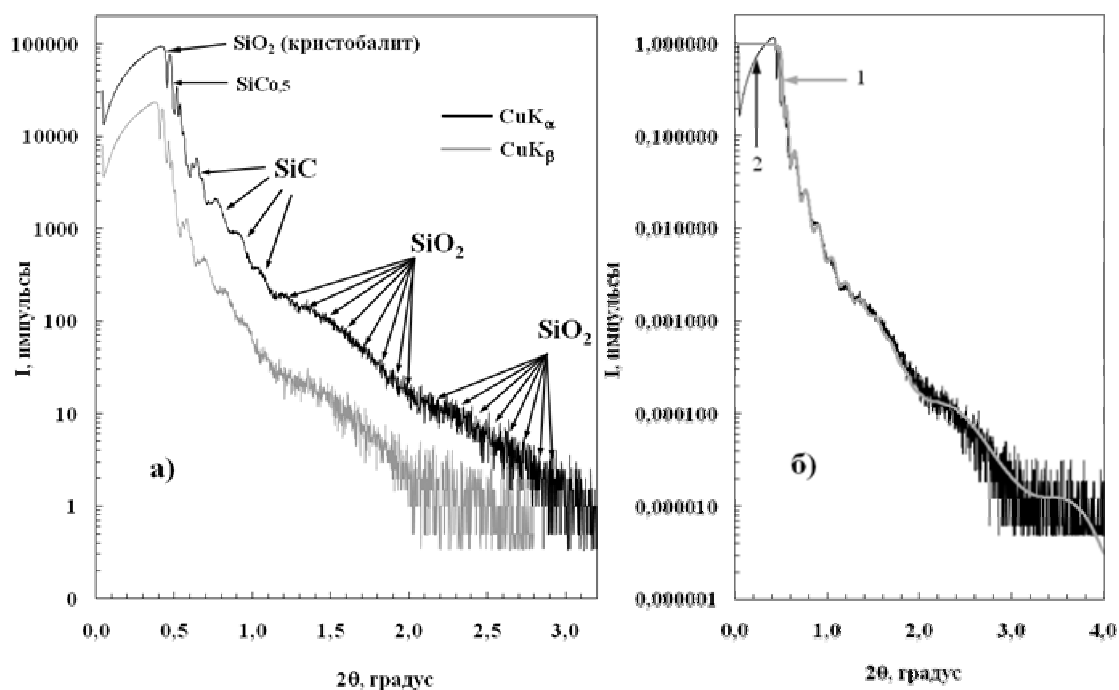 SiO2 (кристобалит)
SiC0,5
CuKα
CuKβ
SiC
SiO2
SiO2
а)
I, импульсы
100000
10000
1000
100
10
1
0
0,0 0,5 1,0 1,5 2,0 2,5 3,0
2θ, градус
1
2
б)
I, импульсы
1,000000
0,100000
0,010000
0,001000
0,000100
0,000010
0,000001
0,0 1,0 2,0 3,0 4,0
2θ, градус